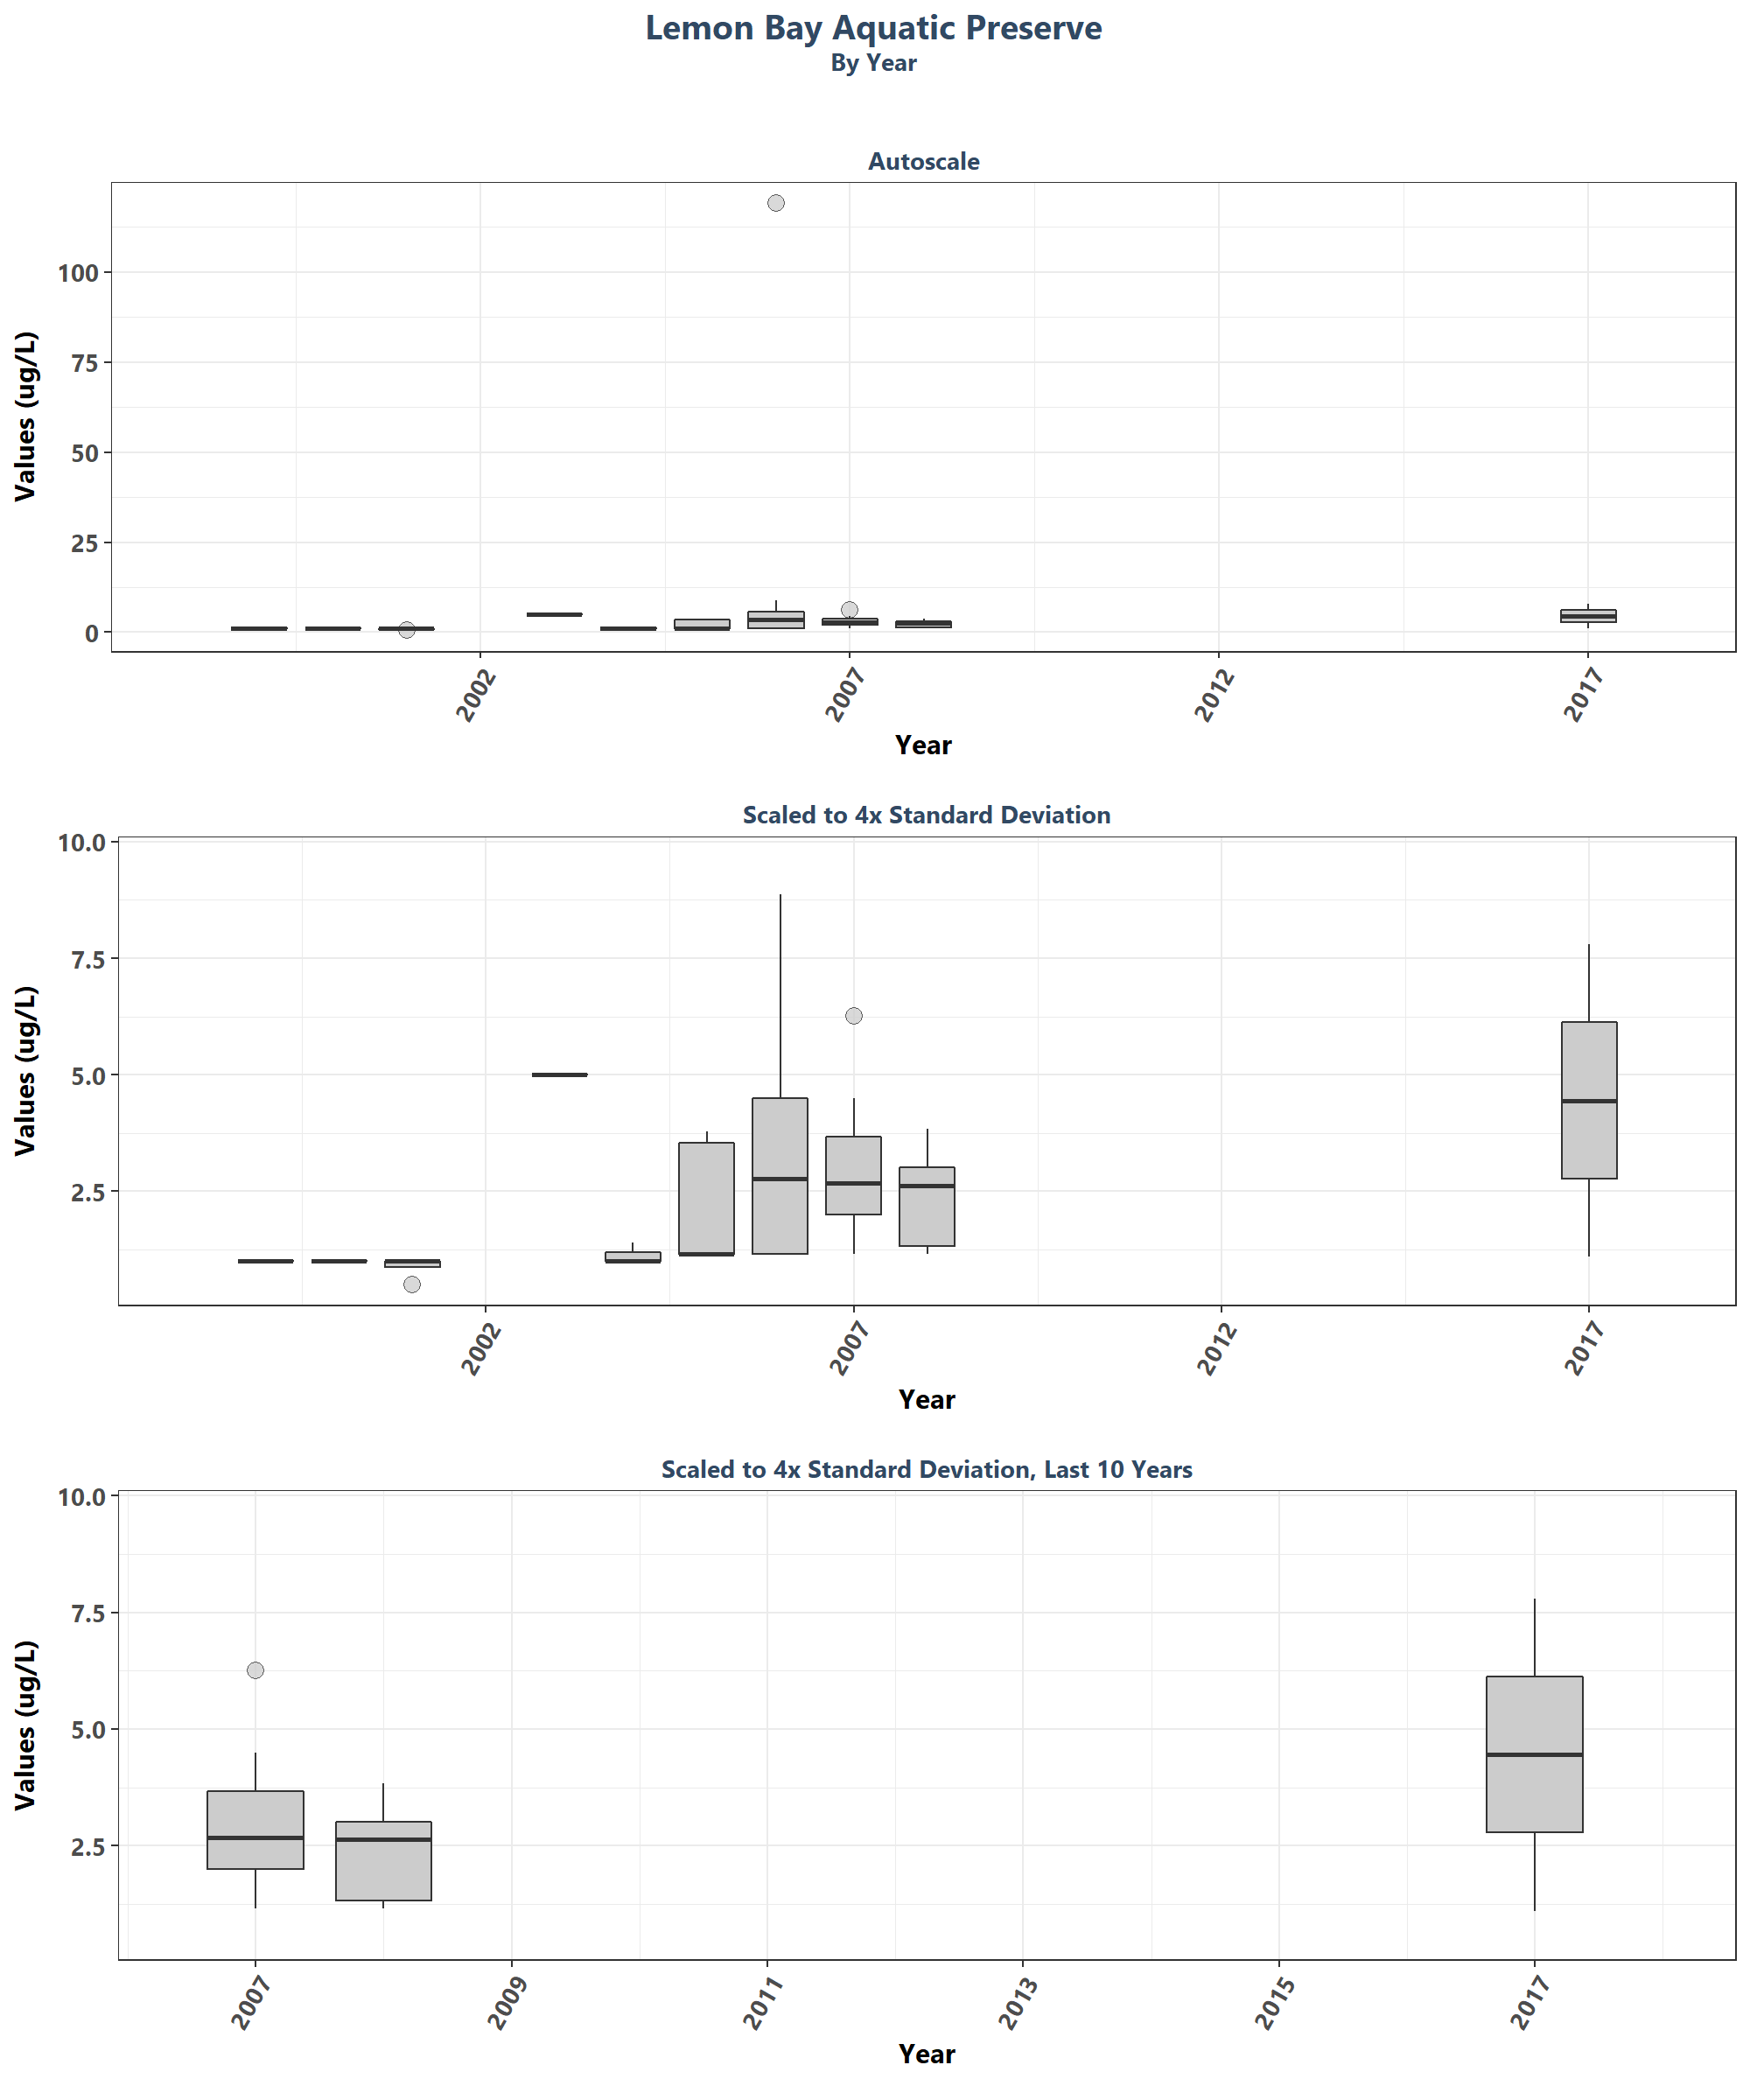 Lemon Bay Aquatic Preserve
By Year
Autoscale
Values (ug/L)
100
75
50
25
0
2002
2007
2012
2017
Year
Scaled to 4x Standard Deviation
Values (ug/L)
10.0
7.5
5.0
2.5
2002
2007
2012
2017
Year
Scaled to 4x Standard Deviation, Last 10 Years
Values (ug/L)
10.0
7.5
5.0
2.5
2007
2009
2011
2013
2015
2017
Year